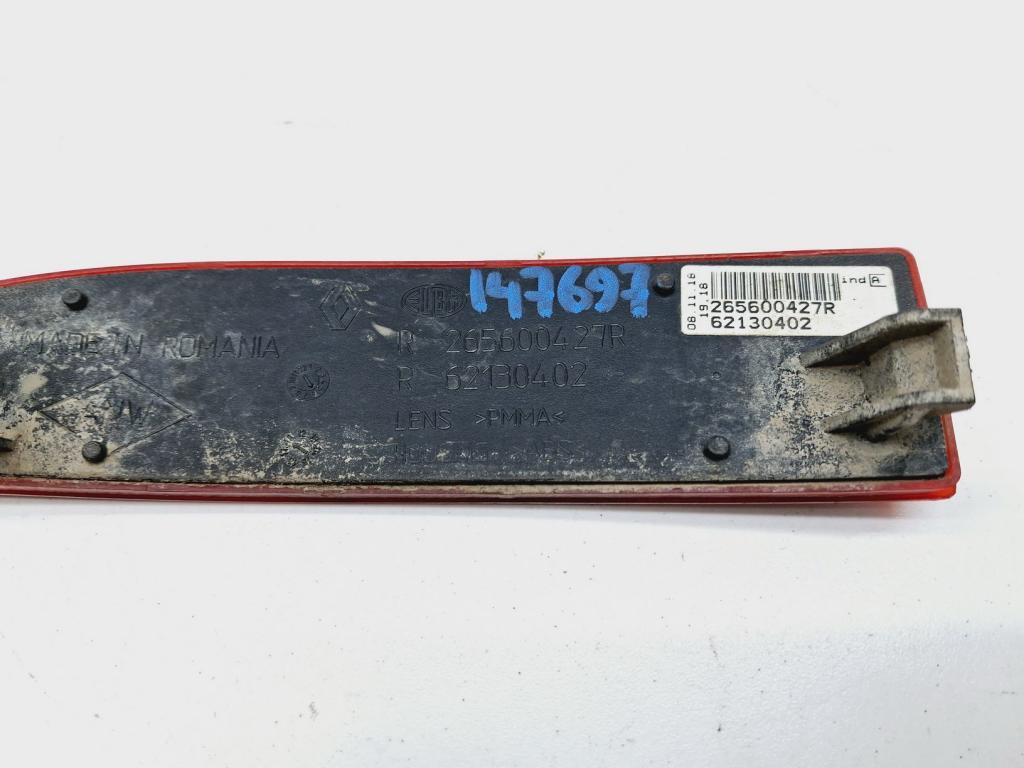 147697
ind A
08.11.18
19.18
265600427R
62130402
R 265600427R
MADE IN ROMANIA
R 62130402
LENS >PMMA<